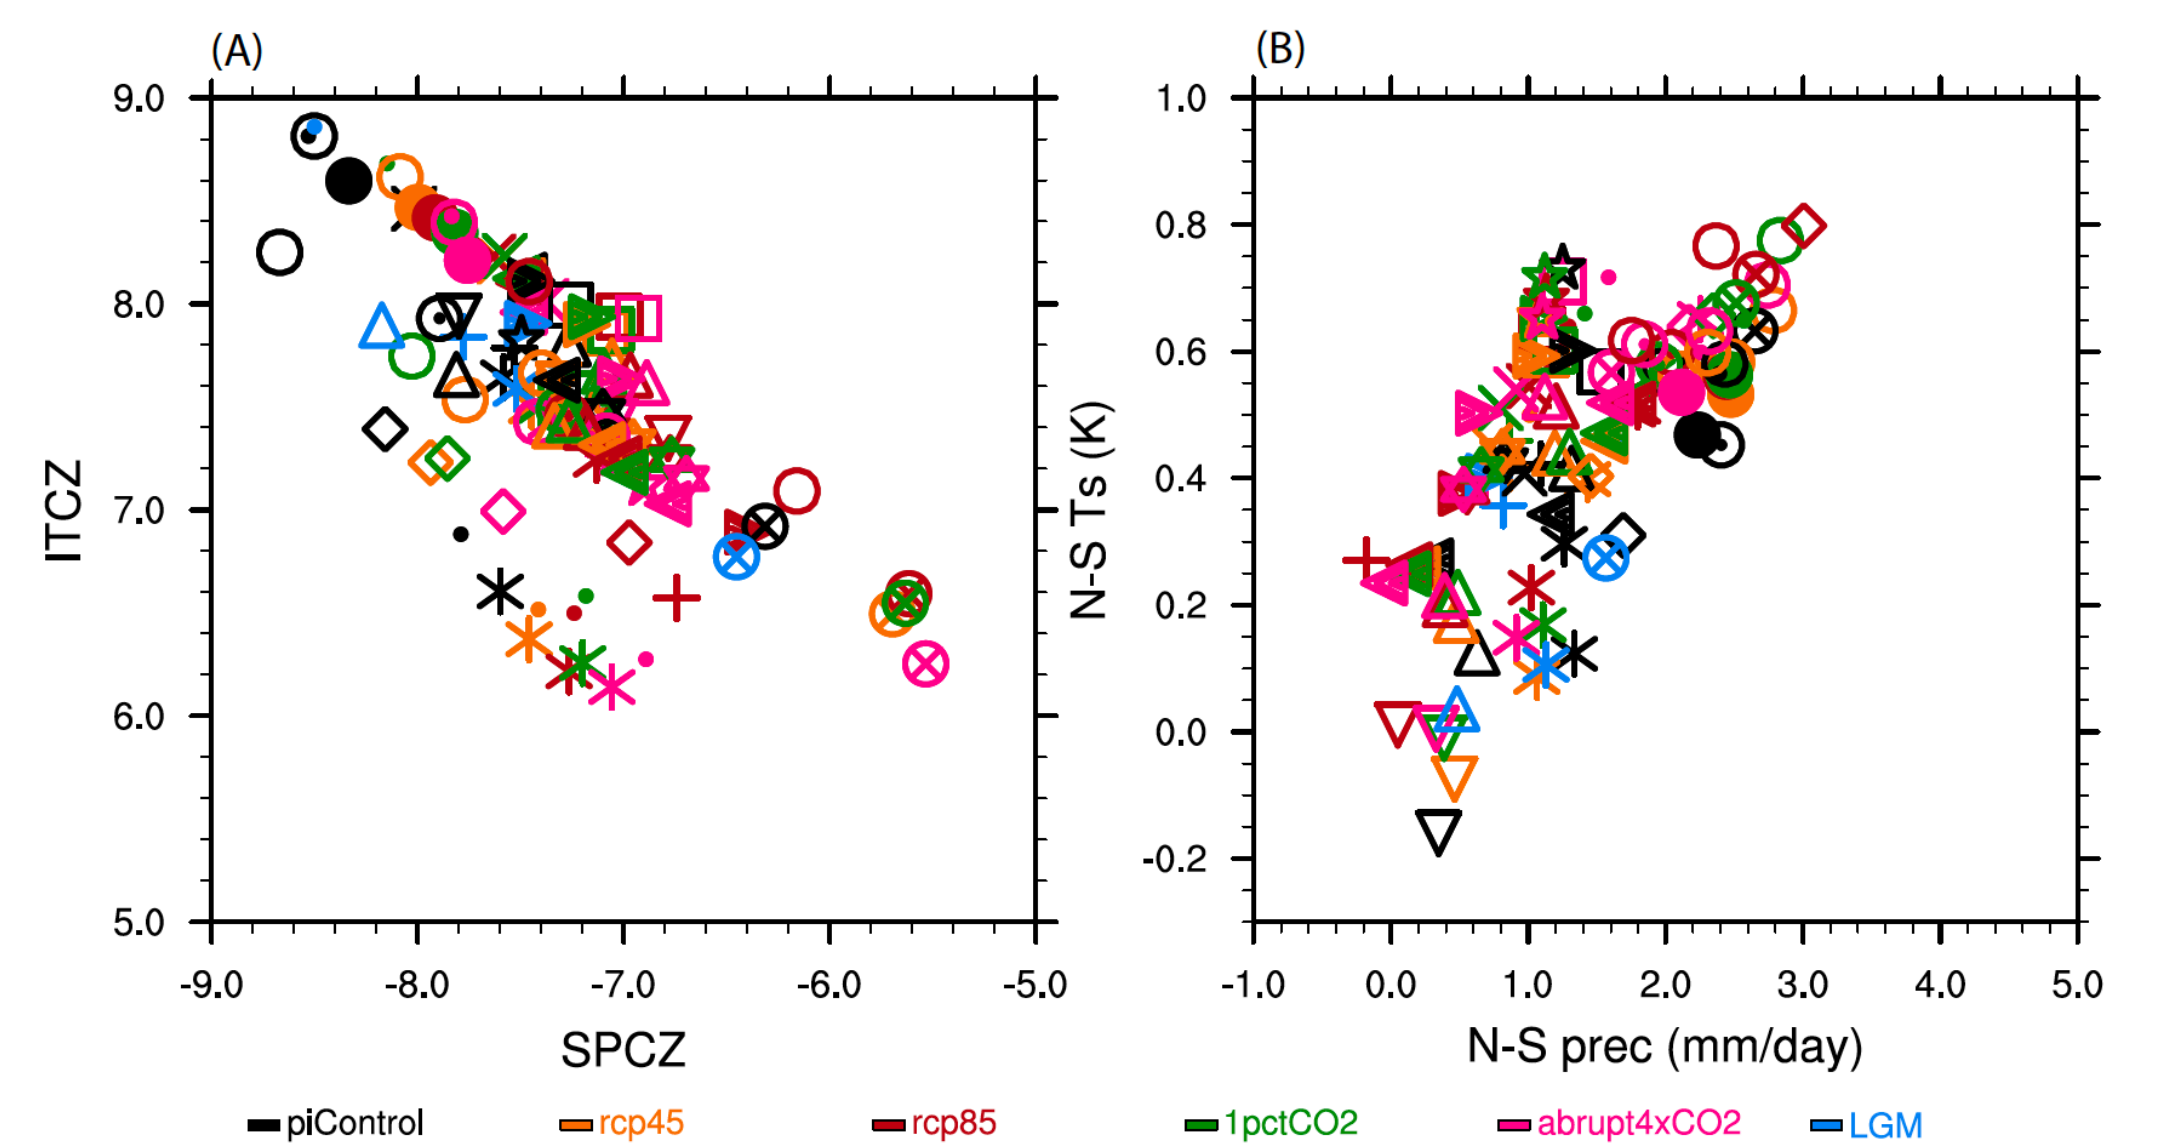 (A)
(B)
9.0
8.0
7.0
6.0
5.0
ITCZ
-9.0 -8.0 -7.0 -6.0 -5.0
SPCZ
1.0
0.8
0.6
0.4
0.2
0.0
-0.2
N-S Ts (K)
-1.0 0.0 1.0 2.0 3.0 4.0 5.0
N-S prec (mm/day)
piControl rcp45 rcp85 1pctCO2 abrupt4xCO2 LGM